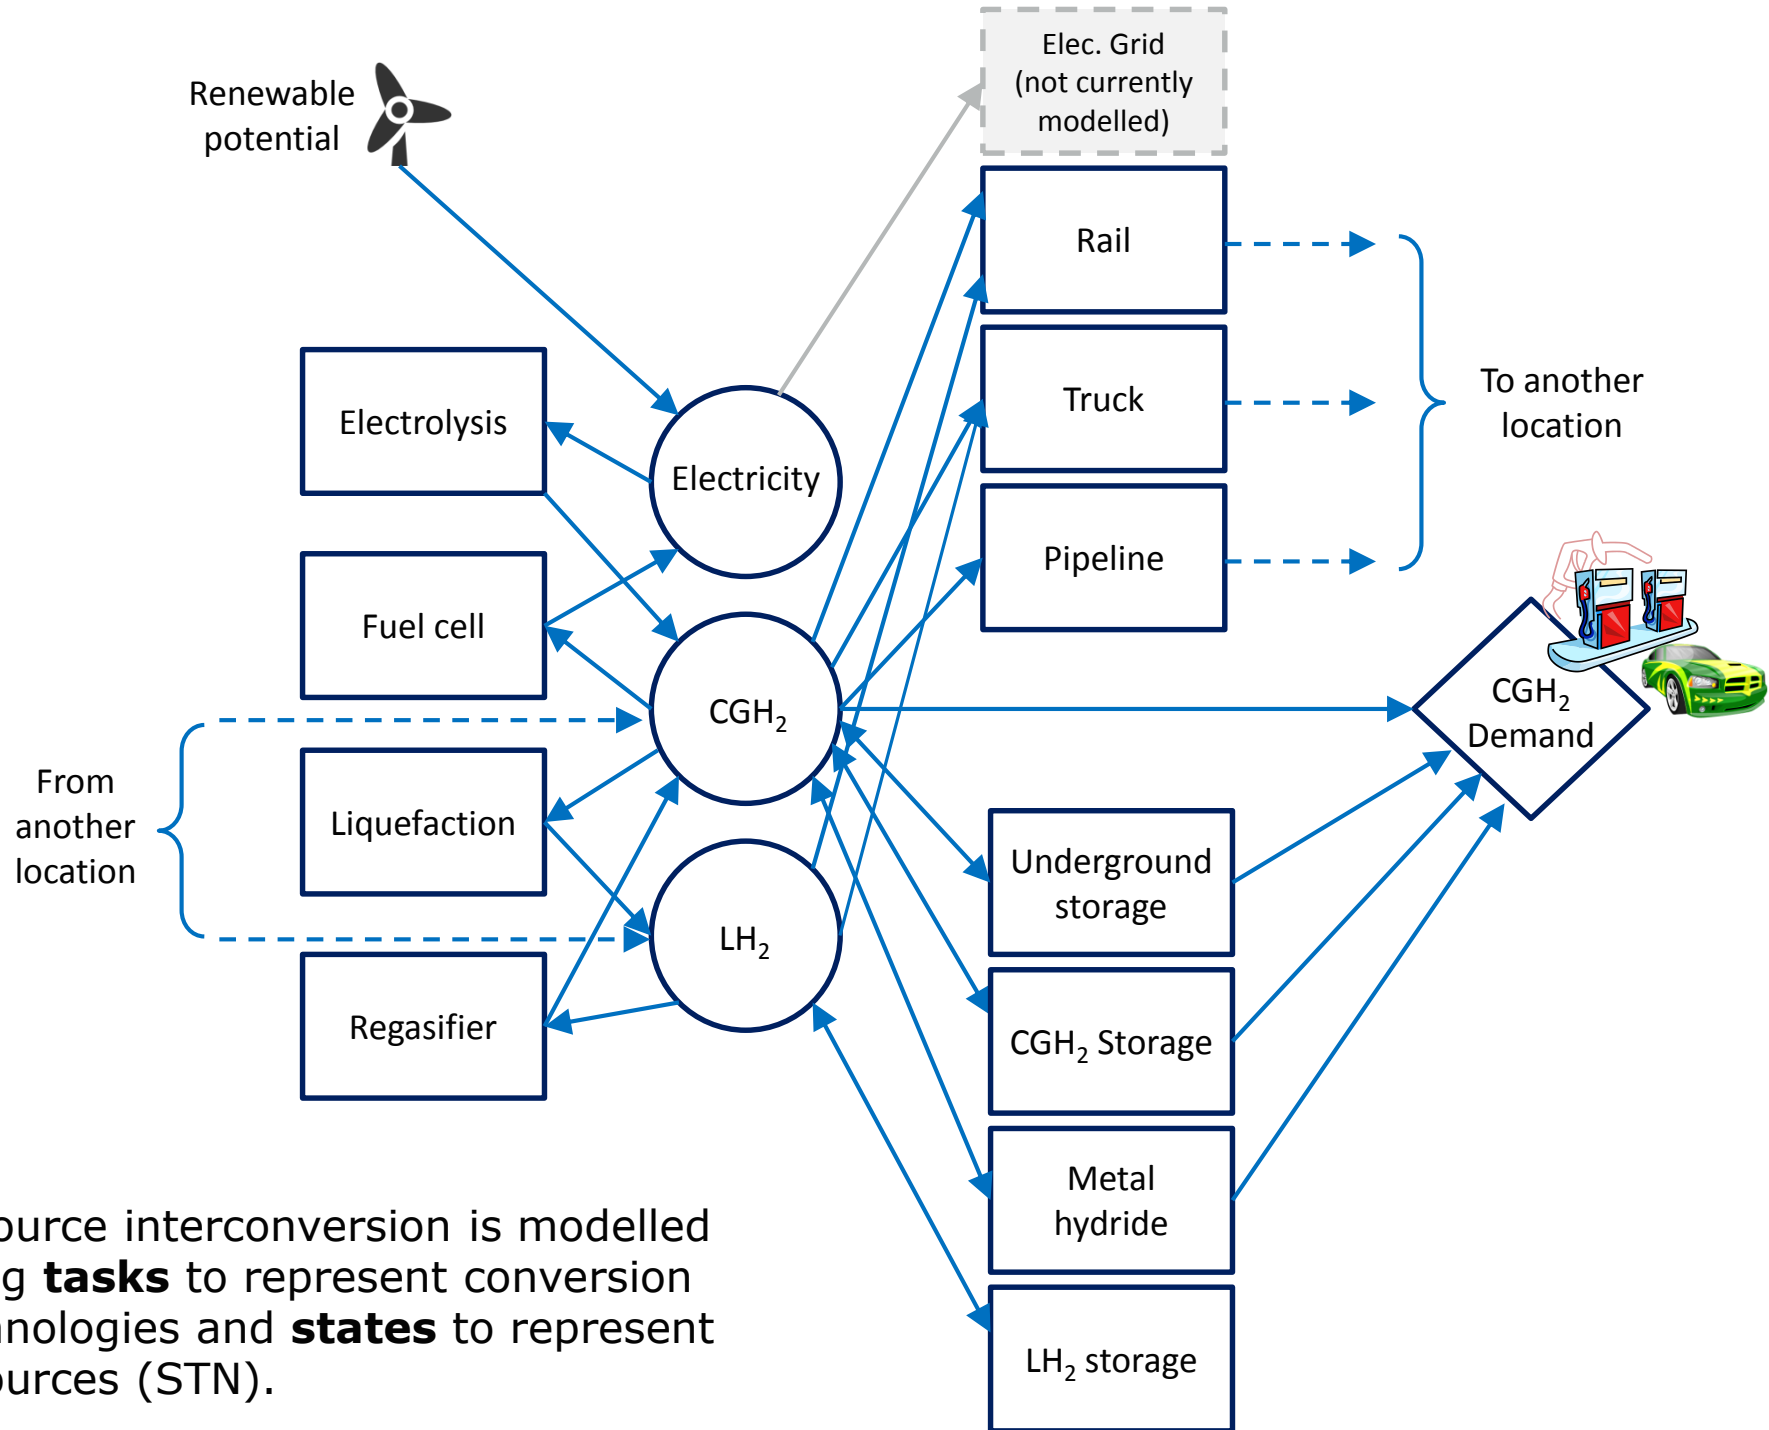 Elec. Grid
(not currently
modelled)
Renewable
potential
Rail
Electrolysis
Truck
To another
location
Electricity
Pipeline
Fuel cell
CGH₂
CGH₂
Demand
From
another
location
Liquefaction
Underground
storage
LH₂
Regasifier
CGH₂ Storage
Metal
hydride
LH₂ storage
ource interconversion is modelled
g tasks to represent conversion
nologies and states to represent
ources (STN).